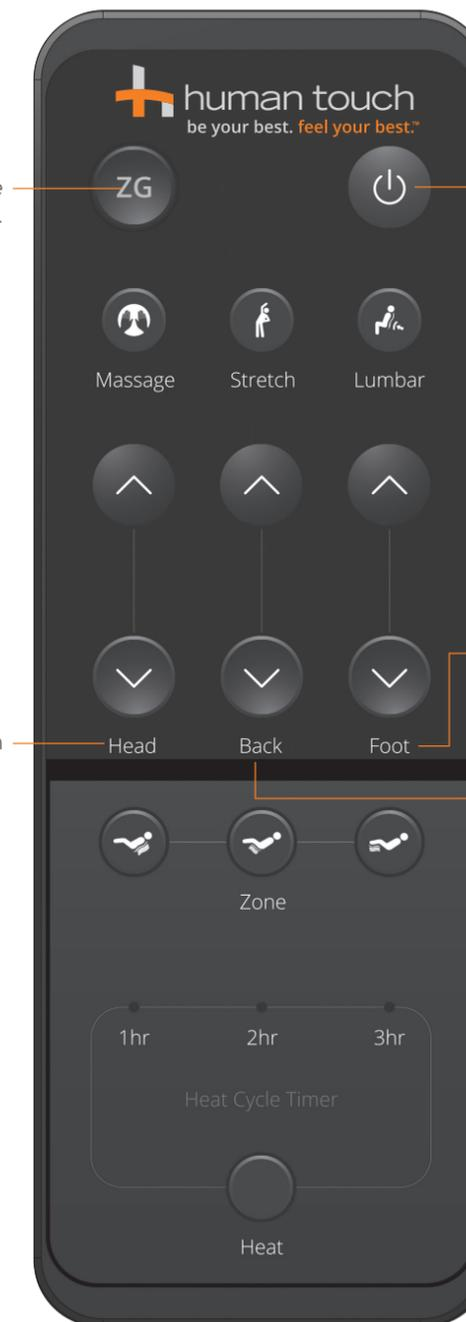 human touch
be your best. feel your best.™
ZG
Massage Stretch Lumbar
Head Back Foot
Zone
1hr 2hr 3hr
Heat Cycle Timer
Heat